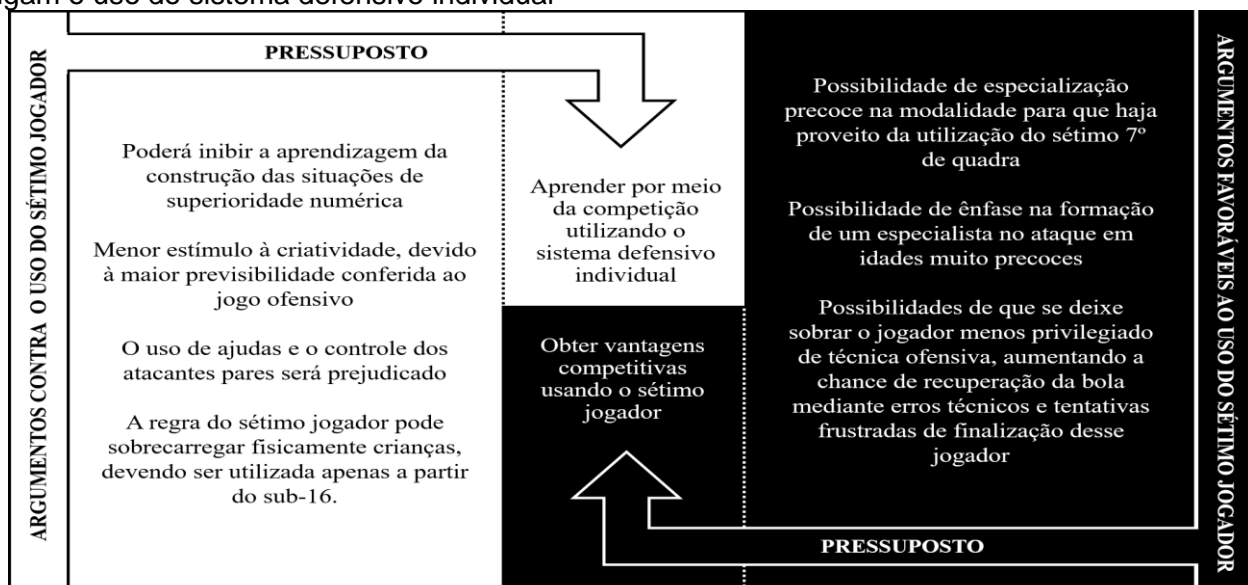 o uso do sistema defensivo individual
ARGUMENTOS CONTRA O USO DO SÉTIMO JOGADOR
PRESSUPOSTO
Poderá inibir a aprendizagem da
construção das situações de
superioridade numérica
Menor estímulo à criatividade, devido
à maior previsibilidade conferida ao
jogo ofensivo
O uso de ajudas e o controle dos
atacantes pares será prejudicado
A regra do sétimo jogador pode
sobrecarregar fisicamente crianças,
devendo ser utilizada apenas a partir
do sub-16.
Aprender por meio
da competição
utilizando o
sistema defensivo
individual
Obter vantagens
competitivas
usando o sétimo
jogador
Possibilidade de especialização
precoce na modalidade para que haja
proveito da utilização do sétimo 7º
de quadra
Possibilidade de ênfase na formação
de um especialista no ataque em
idades muito precoces
Possibilidades de que se deixe
sobrar o jogador menos privilegiado
de técnica ofensiva, aumentando a
chance de recuperação da bola
mediante erros técnicos e tentativas
frustradas de finalização desse
jogador
PRESSUPOSTO
ARGUMENTOS FAVORÁVEIS AO USO DO SÉTIMO JOGADOR